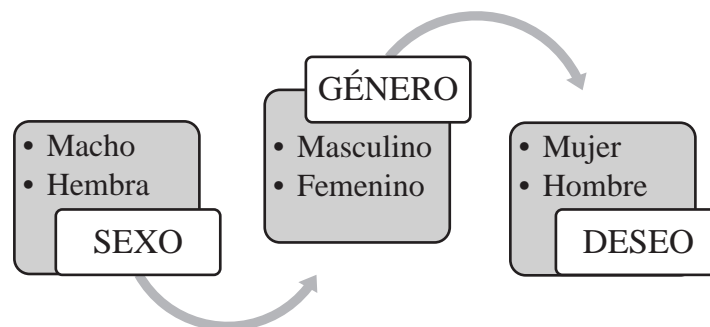 • Macho
• Hembra
SEXO
GÉNERO
• Masculino
• Femenino
• Mujer
• Hombre
DESEO